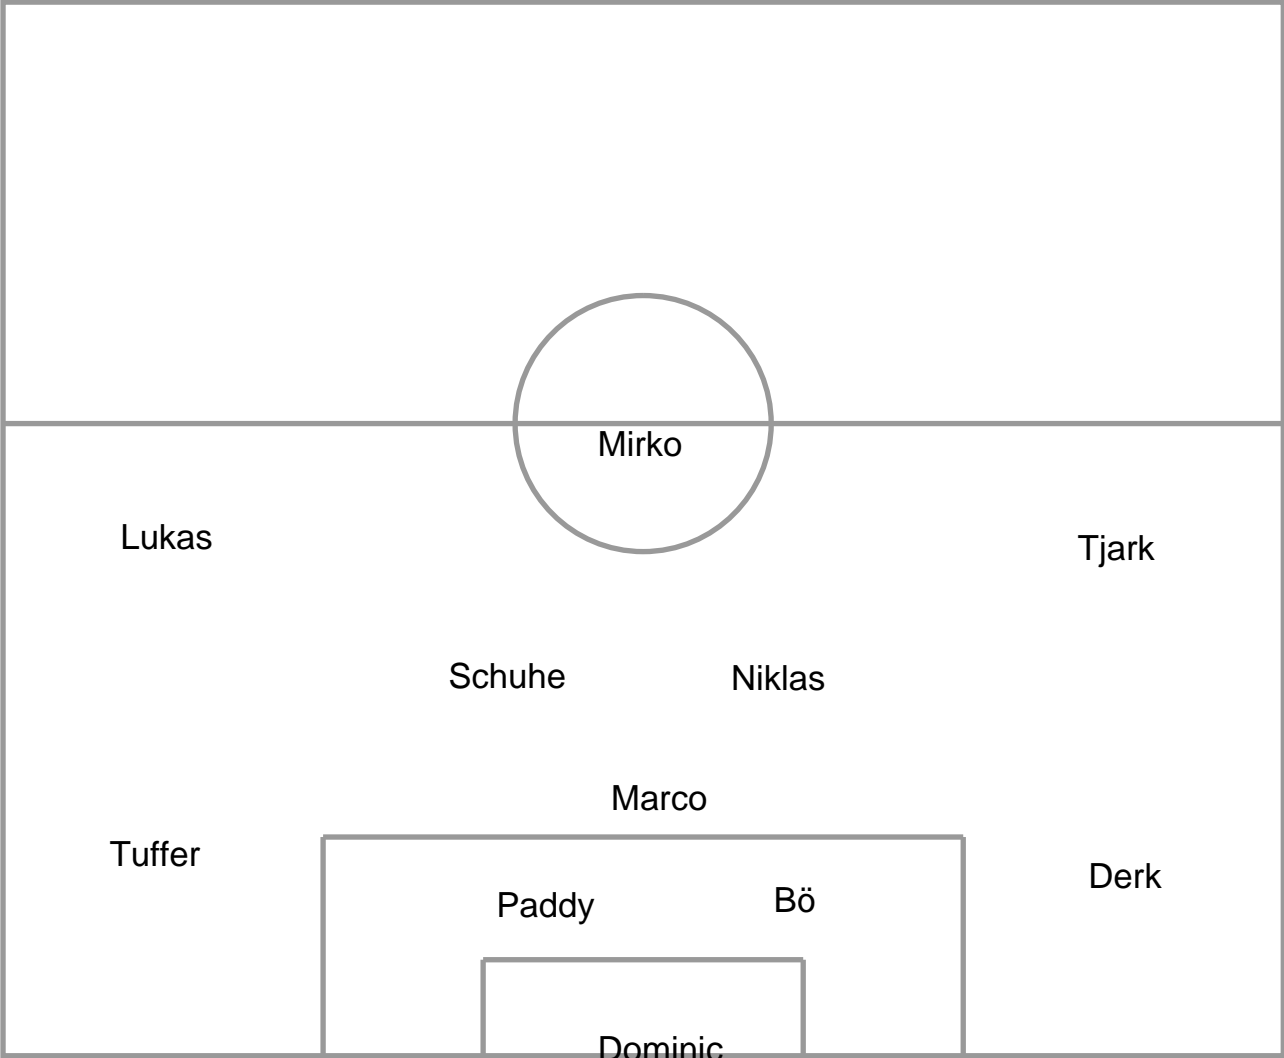 Mirko
Lukas
Tjark
Schuhe
Niklas
Marco
Tuffer
Derk
Paddy
Bö
Dominic